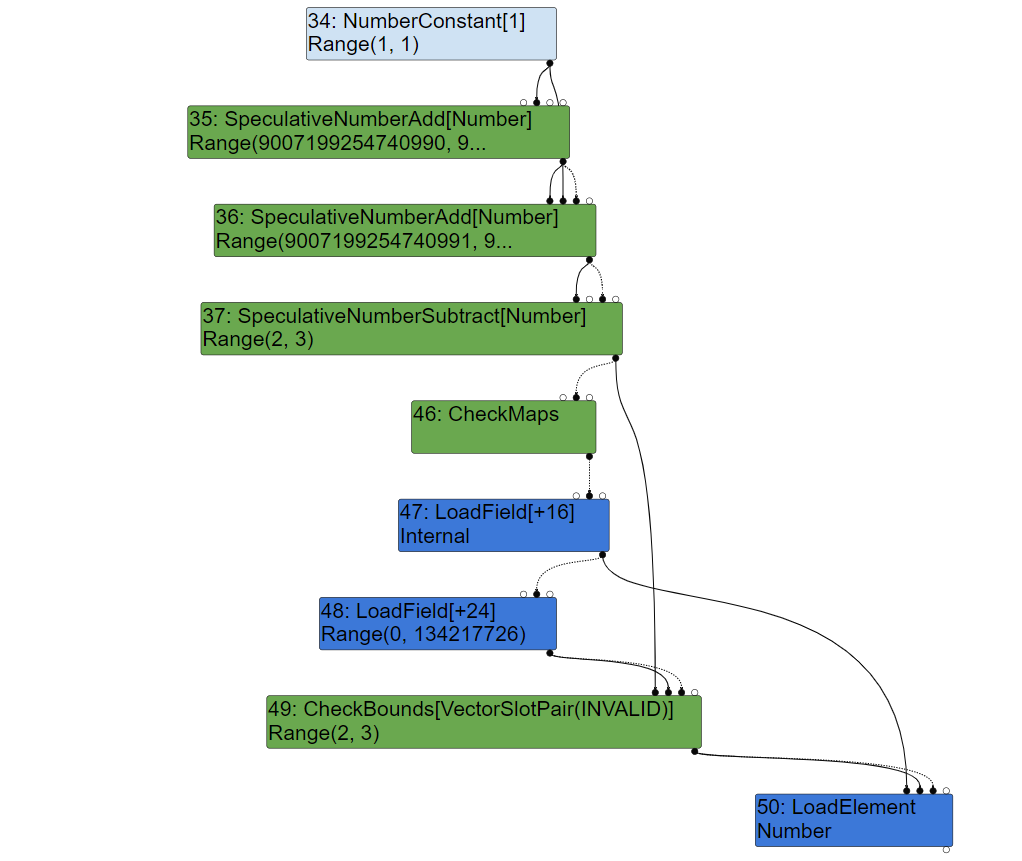 34: NumberConstant[1]
Range(1, 1)
35: SpeculativeNumberAdd[Number]
Range(9007199254740990, 9...
36: SpeculativeNumberAdd[Number]
Range(9007199254740991, 9...
37: SpeculativeNumberSubtract[Number]
Range(2, 3)
46: CheckMaps
47: LoadField[+16]
Internal
48: LoadField[+24]
Range(0, 134217726)
49: CheckBounds[VectorSlotPair(INVALID)]
Range(2, 3)
50: LoadElement
Number